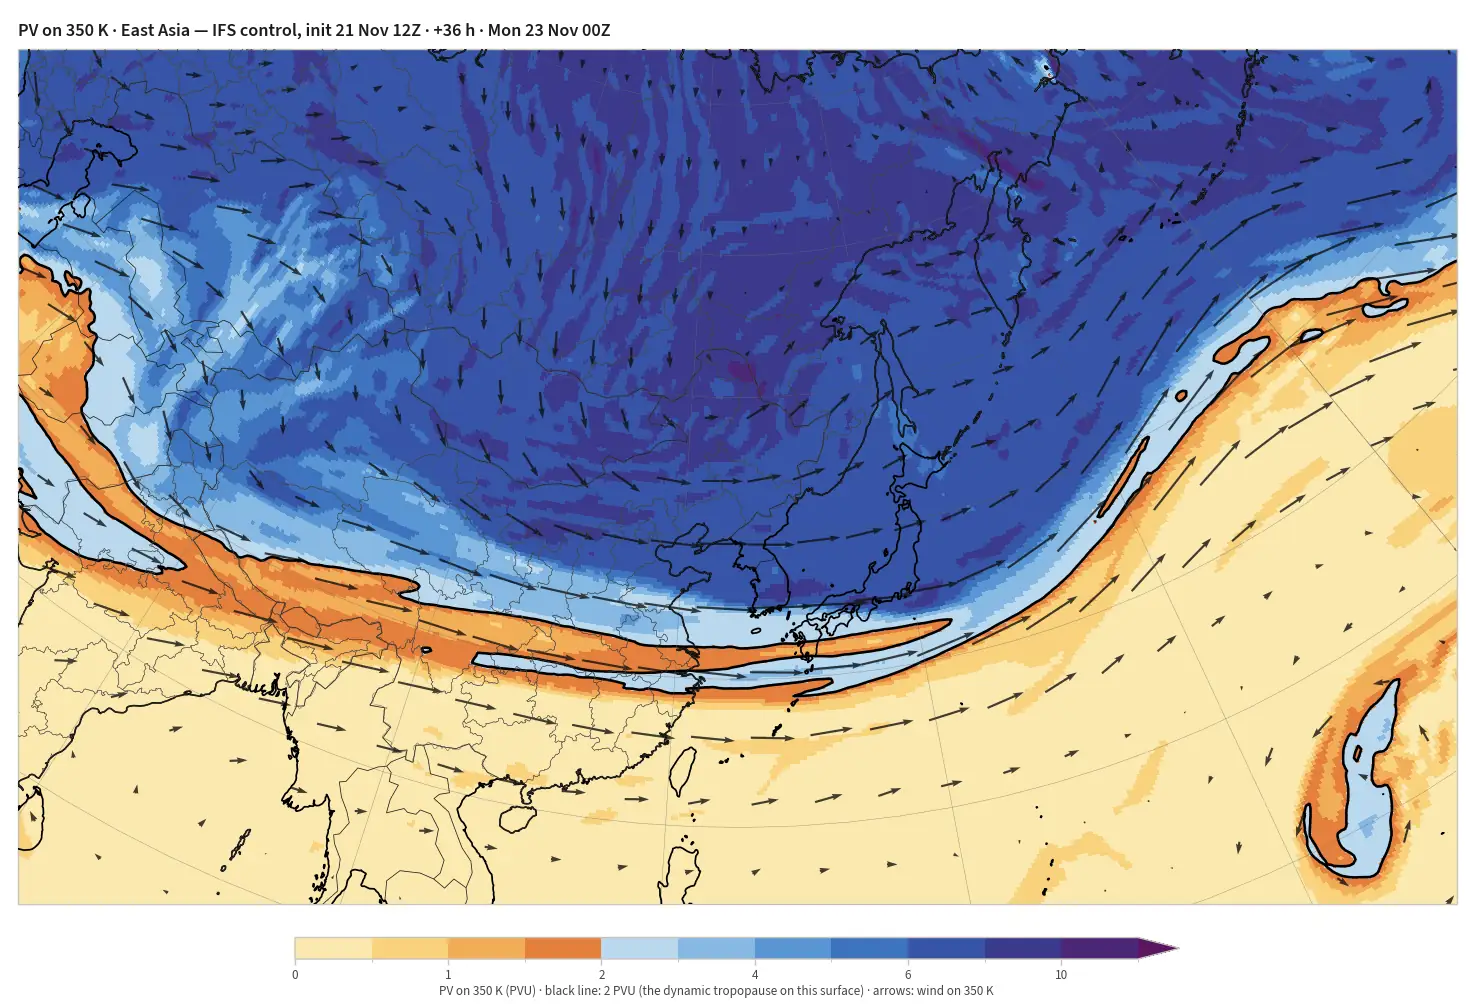 PV on 350 K · East Asia — IFS control, init 21 Nov 12Z · +36 h · Mon 23 Nov 00Z
0 1 2 4 6 10
PV on 350 K (PVU) · black line: 2 PVU (the dynamic tropopause on this surface) · arrows: wind on 350 K